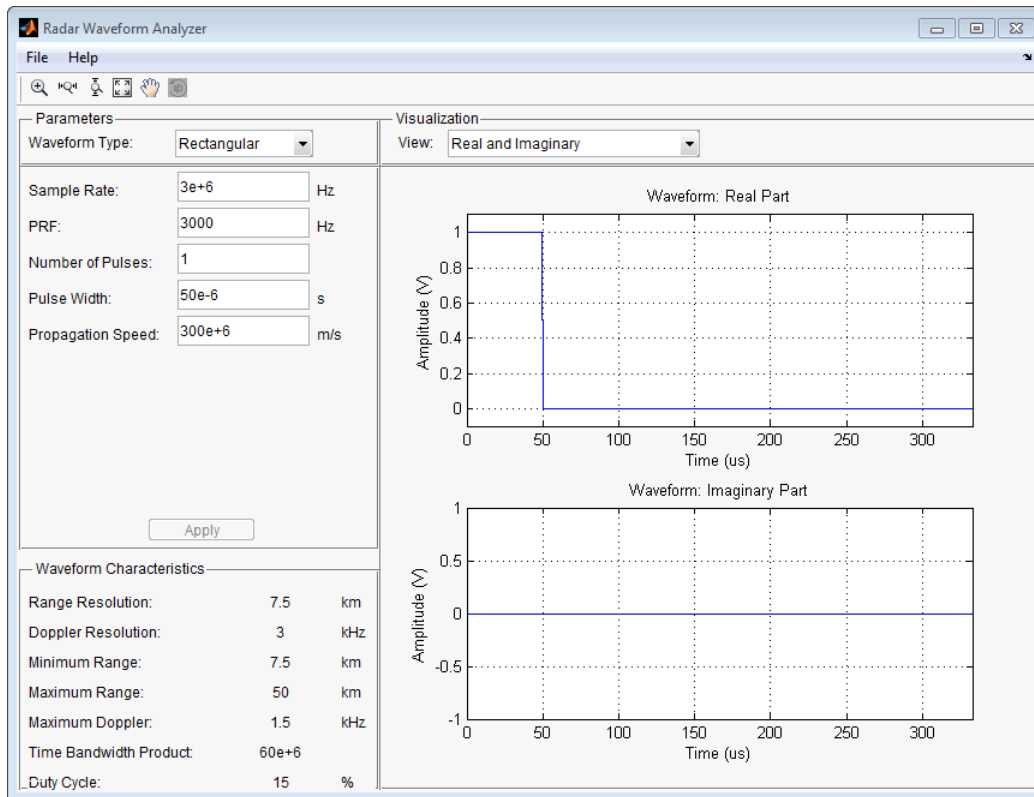 Radar Waveform Analyzer
File Help
Parameters
Waveform Type: Rectangular
Sample Rate: 3e+6 Hz
PRF: 3000 Hz
Number of Pulses: 1
Pulse Width: 50e-6 s
Propagation Speed: 300e+6 m/s
Apply
Waveform Characteristics
Range Resolution: 7.5 km
Doppler Resolution: 3 kHz
Minimum Range: 7.5 km
Maximum Range: 50 km
Maximum Doppler: 1.5 kHz
Time Bandwidth Product: 60e+6
Duty Cycle: 15 %
Visualization
View: Real and Imaginary
Waveform: Real Part
Amplitude (V)
1
0.8
0.6
0.4
0.2
0
0 50 100 150 200 250 300
Time (us)
Waveform: Imaginary Part
Amplitude (V)
1
0.5
0
-0.5
-1
0 50 100 150 200 250 300
Time (us)